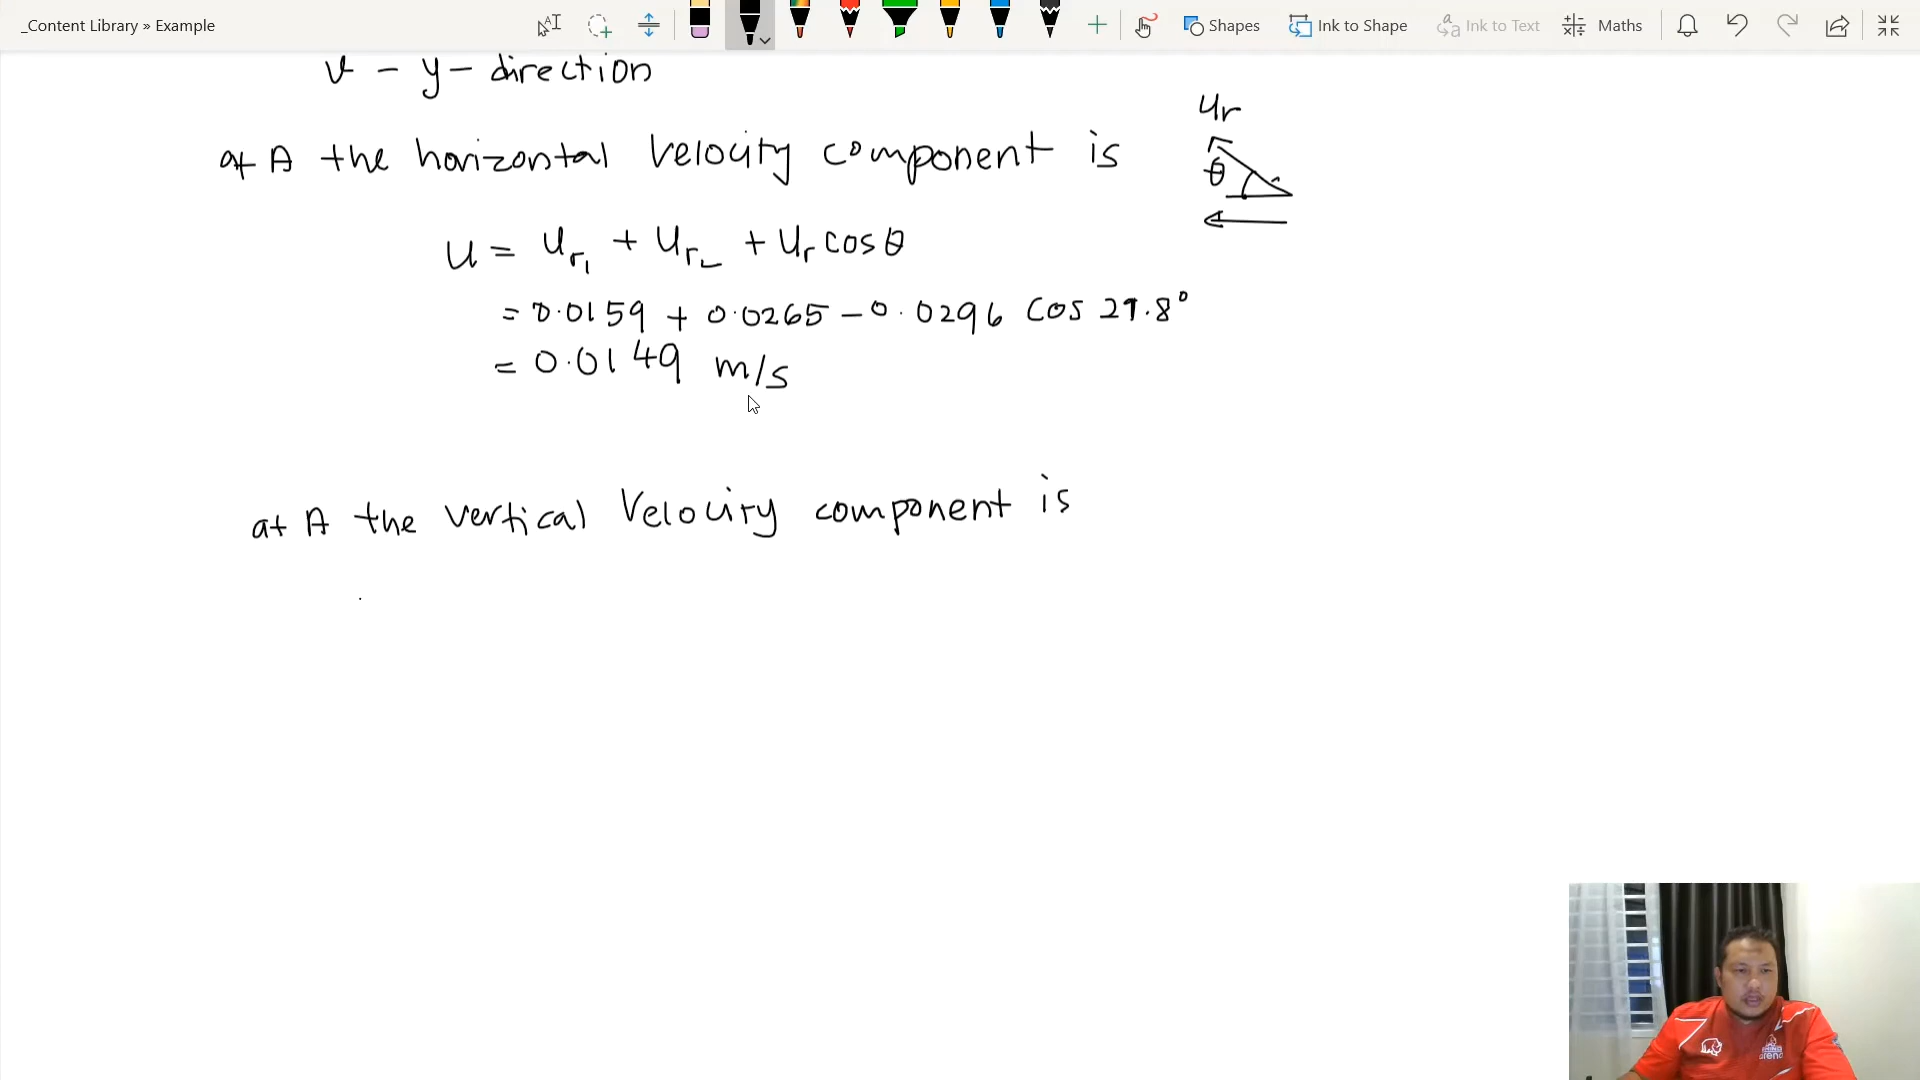 _Content Library » Example
Shapes
Ink to Shape
Ink to Text
Maths
v - y - direction
at A the horizontal velocity component is
ur
θ
u = ur1 + ur2 + ur cos θ
= 0.0159 + 0.0265 - 0.0296 cos 21.8°
= 0.0149 m/s
at A the vertical velocity component is